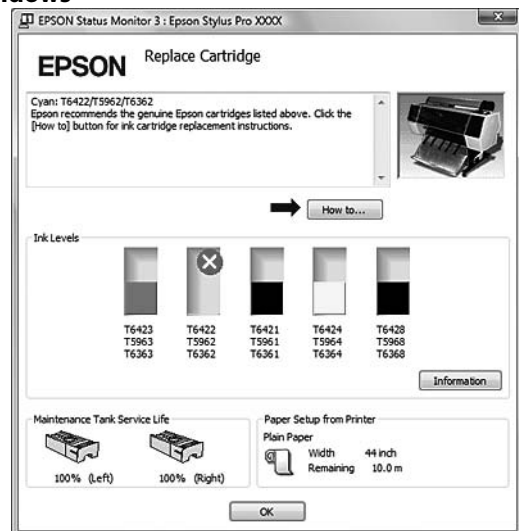 EPSON Status Monitor 3 : Epson Stylus Pro XXXX
EPSON
Replace Cartridge
Cyan: T6422/T5962/T6362
Epson recommends the genuine Epson cartridges listed above. Click the
[How to] button for ink cartridge replacement instructions.
How to...
Ink Levels
T6423 T6422 T6421 T6424 T6428
T5963 T5962 T5961 T5964 T5968
T6363 T6362 T6361 T6364 T6368
Information
Maintenance Tank Service Life
100% (Left) 100% (Right)
Paper Setup from Printer
Plain Paper
Width 44 inch
Remaining 10.0 m
OK